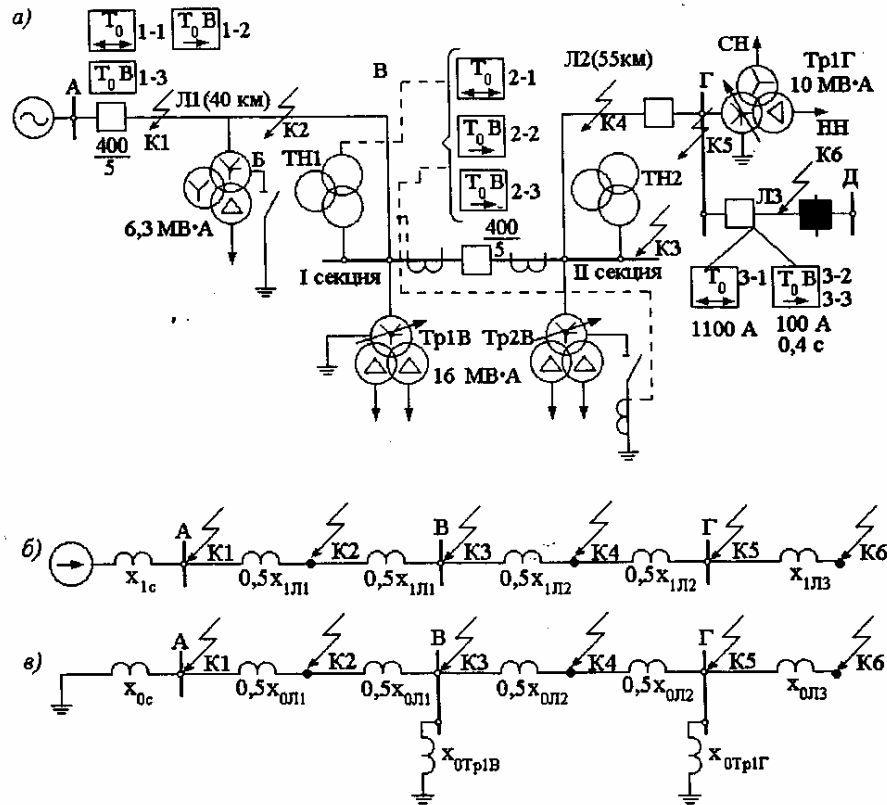 а)
T₀ 1-1
T₀ B 1-2
T₀ B 1-3
А
400
5
Л1(40 км)
К1
К2
Б
6,3 МВ•А
ТН1
В
T₀ 2-1
T₀ B 2-2
T₀ B 2-3
400
5
I секция
II секция
Тр1В
16 МВ•А
Тр2В
Л2(55км)
К4
ТН2
К3
Г
К5
СН
Тр1Г
10 МВ•А
НН
К6
Л3
Д
T₀ 3-1
1100 А
T₀ B 3-2
3-3
100 А
0,4 с
б)
А
В
Г
К1
К2
К3
К4
К5
К6
x₁c
0,5x₁Л1
0,5x₁Л1
0,5x₁Л2
0,5x₁Л2
x₁Л3
в)
А
В
Г
К1
К2
К3
К4
К5
К6
x₀c
0,5x₀Л1
0,5x₀Л1
0,5x₀Л2
0,5x₀Л2
x₀Л3
x₀Тр1В
x₀Тр1Г